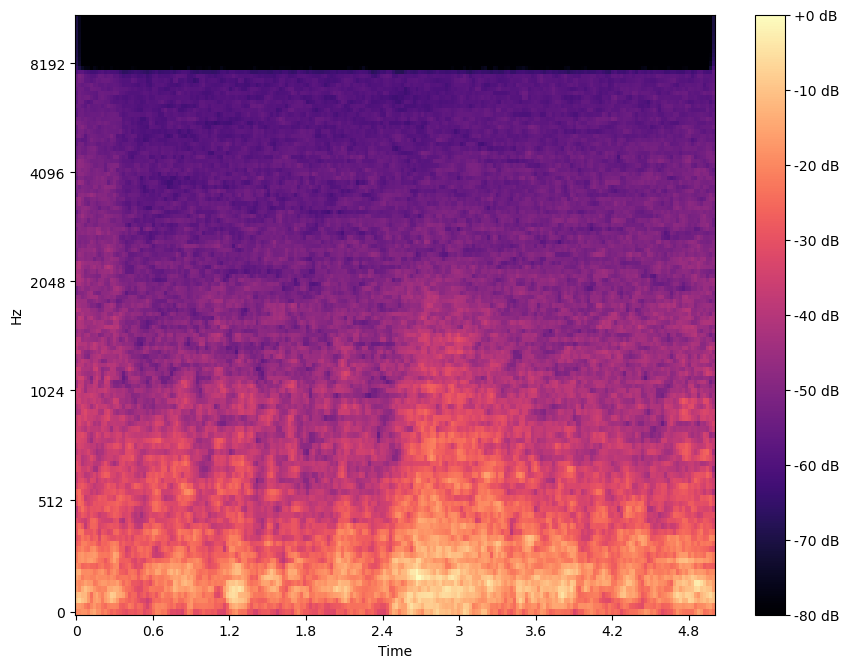 +0 dB
8192
-10 dB
4096
-20 dB
-30 dB
2048
Hz
-40 dB
1024
-50 dB
-60 dB
512
-70 dB
0
-80 dB
0 0.6 1.2 1.8 2.4 3 3.6 4.2 4.8
Time